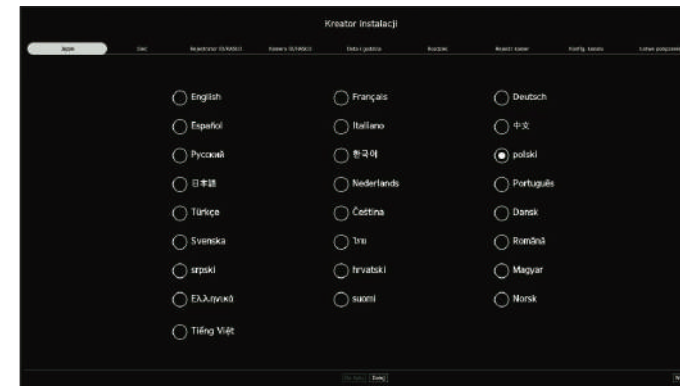 Kreator instalacji
Język Sieć Data i godzina
English Français Deutsch
Español Italiano 中文
Русский 한국어 polski
日本語 Nederlands Português
Türkçe Čeština Dansk
Svenska ไทย Română
srpski hrvatski Magyar
Ελληνικά suomi Norsk
Tiếng Việt
Dalej